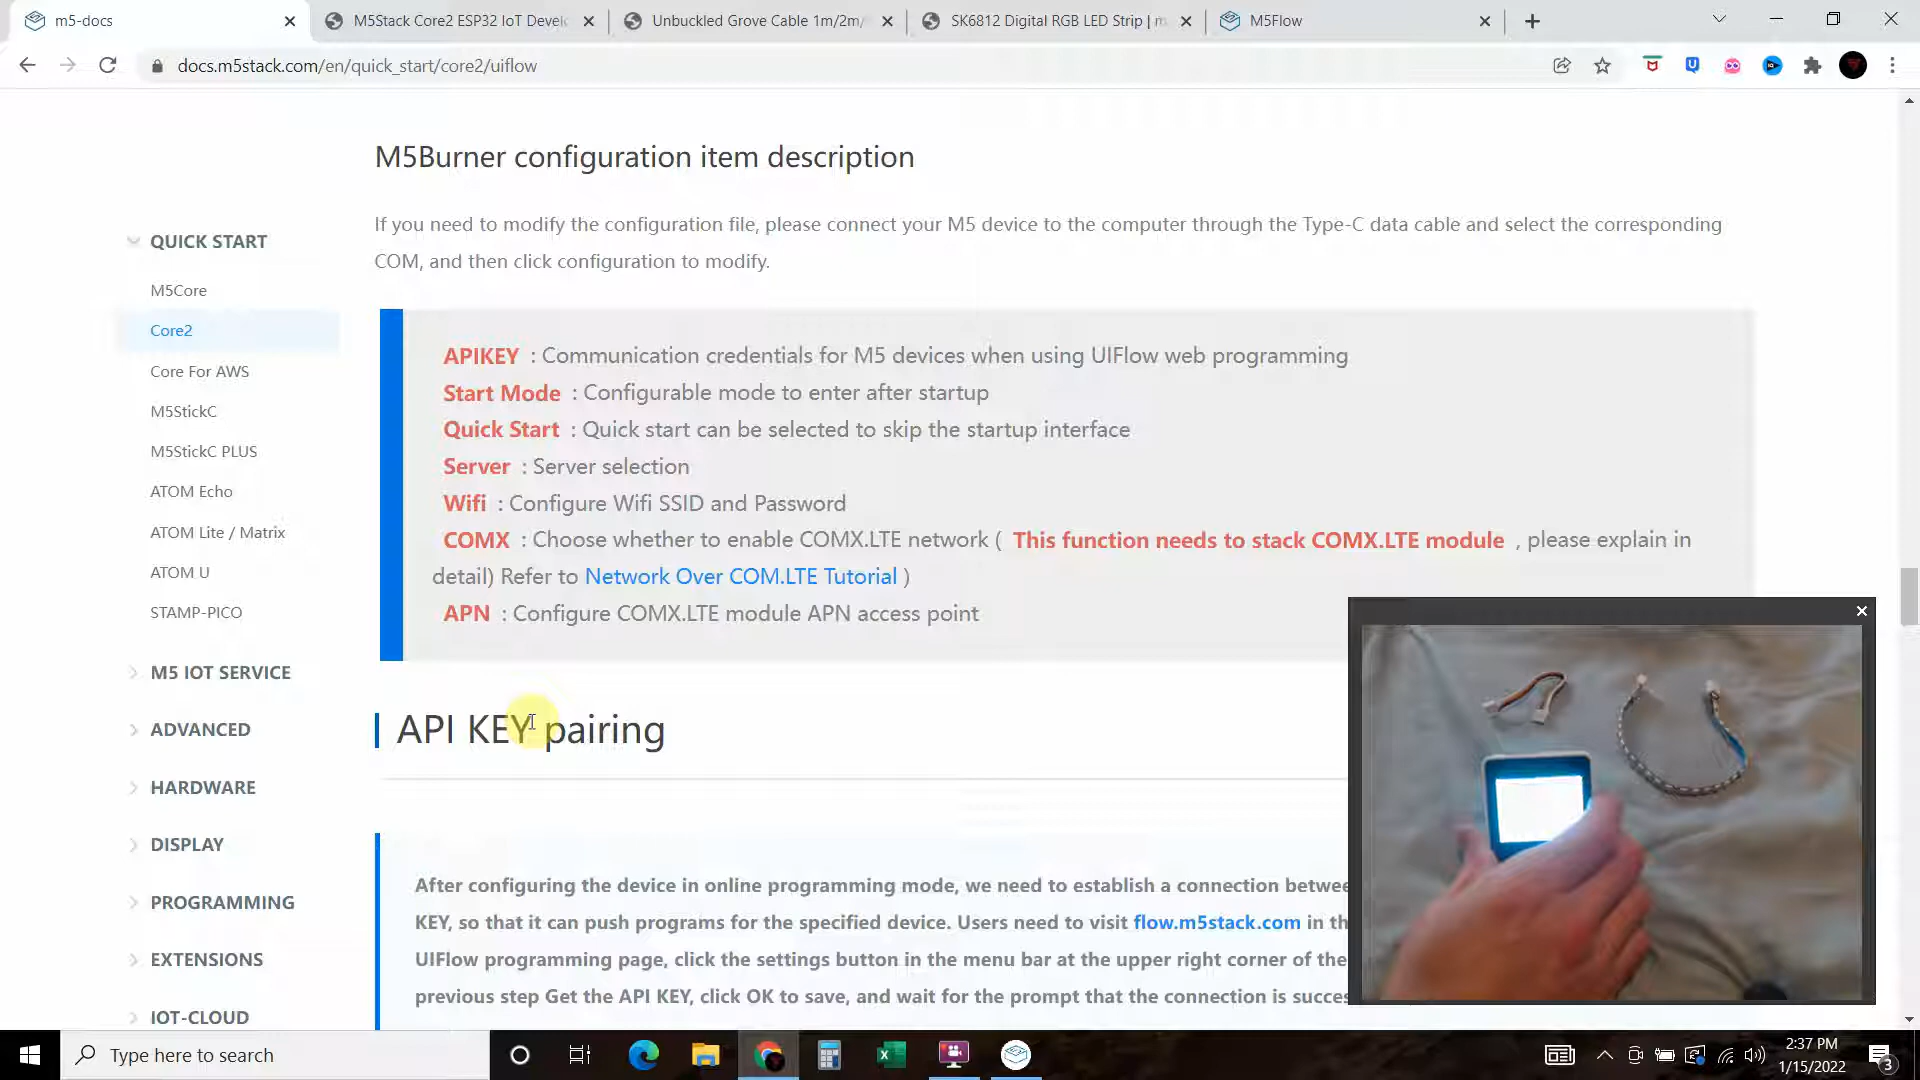 m5-docs
M5Stack Core2 ESP32 IoT Devel
Unbuckled Grove Cable 1m/2m/
SK6812 Digital RGB LED Strip | m
M5Flow
docs.m5stack.com/en/quick_start/core2/uiflow
M5Burner configuration item description
If you need to modify the configuration file, please connect your M5 device to the computer through the Type-C data cable and select the corresponding
COM, and then click configuration to modify.
QUICK START
M5Core
Core2
Core For AWS
M5StickC
M5StickC PLUS
ATOM Echo
ATOM Lite / Matrix
ATOM U
STAMP-PICO
M5 IOT SERVICE
ADVANCED
HARDWARE
DISPLAY
PROGRAMMING
EXTENSIONS
IOT-CLOUD
APIKEY : Communication credentials for M5 devices when using UIFlow web programming
Start Mode : Configurable mode to enter after startup
Quick Start : Quick start can be selected to skip the startup interface
Server : Server selection
Wifi : Configure Wifi SSID and Password
COMX : Choose whether to enable COMX.LTE network ( This function needs to stack COMX.LTE module , please explain in
detail) Refer to Network Over COM.LTE Tutorial )
APN : Configure COMX.LTE module APN access point
API KEY pairing
After configuring the device in online programming mode, we need to establish a connection betwee
KEY, so that it can push programs for the specified device. Users need to visit flow.m5stack.com in th
UIFlow programming page, click the settings button in the menu bar at the upper right corner of the
previous step Get the API KEY, click OK to save, and wait for the prompt that the connection is succes
Type here to search
2:37 PM
1/15/2022
3